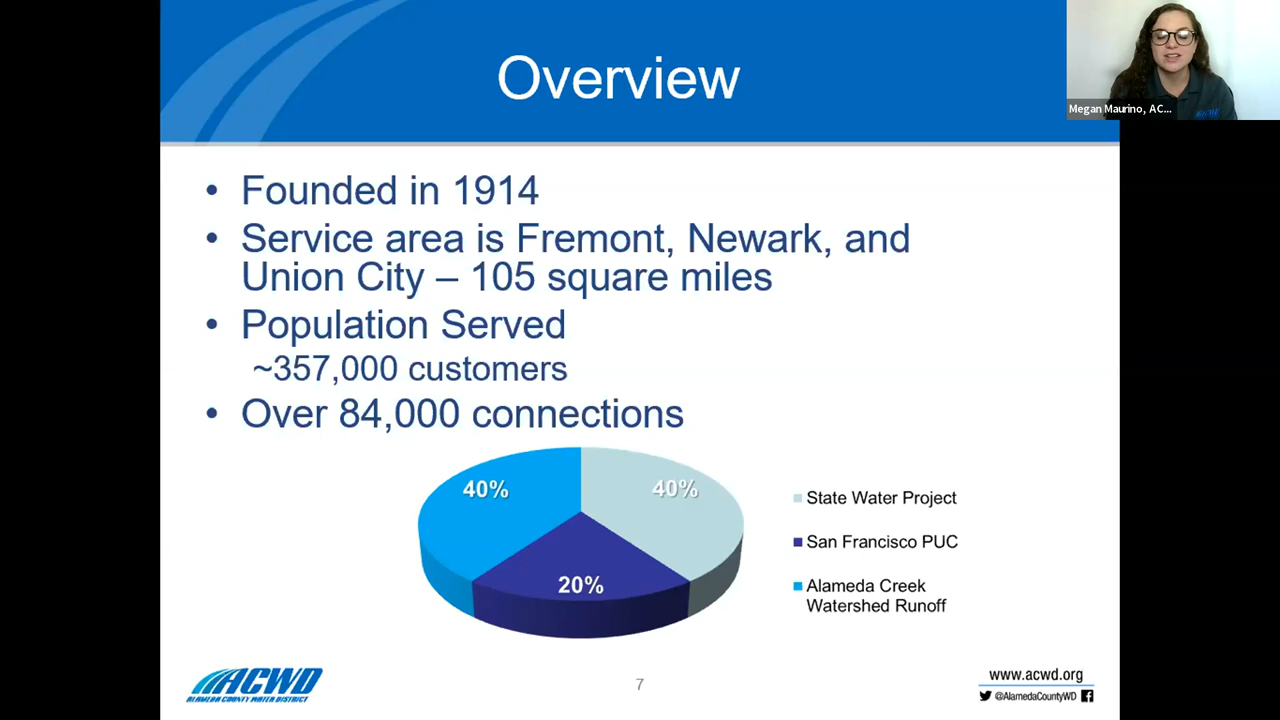 Overview
Megan Maurino, AC...
ACWD
• Founded in 1914
• Service area is Fremont, Newark, and
Union City – 105 square miles
• Population Served
~357,000 customers
• Over 84,000 connections
40%
40%
20%
State Water Project
San Francisco PUC
Alameda Creek
Watershed Runoff
ACWD
ALAMEDA COUNTY WATER DISTRICT
7
www.acwd.org
@AlamedaCountyWD